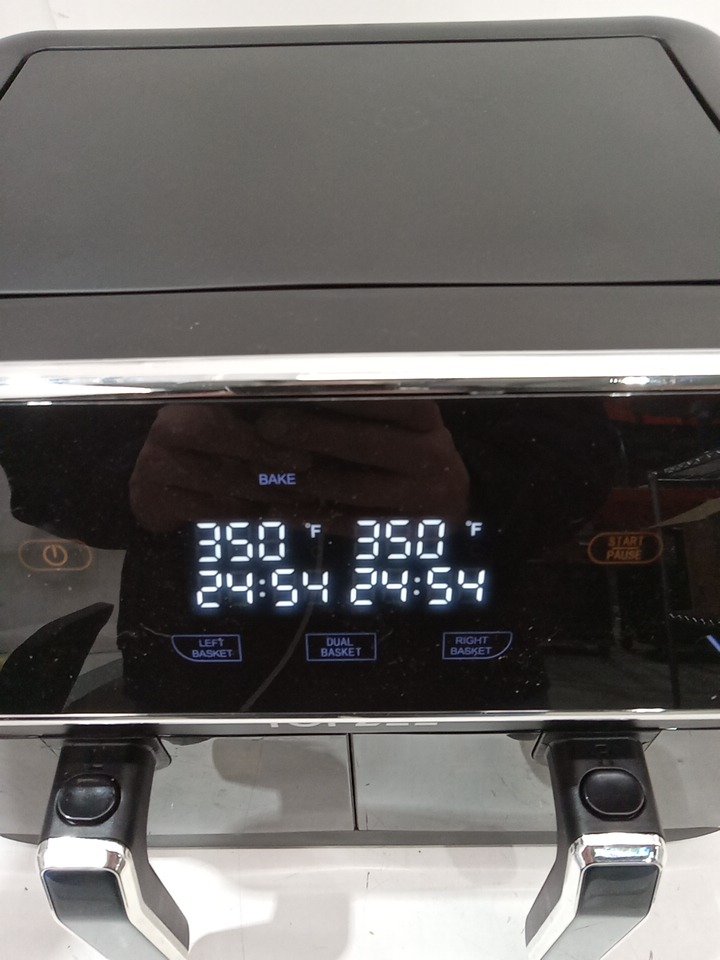 BAKE
350 °F 350 °F
24:54 24:54
START
PAUSE
LEFT BASKET
DUAL BASKET
RIGHT BASKET